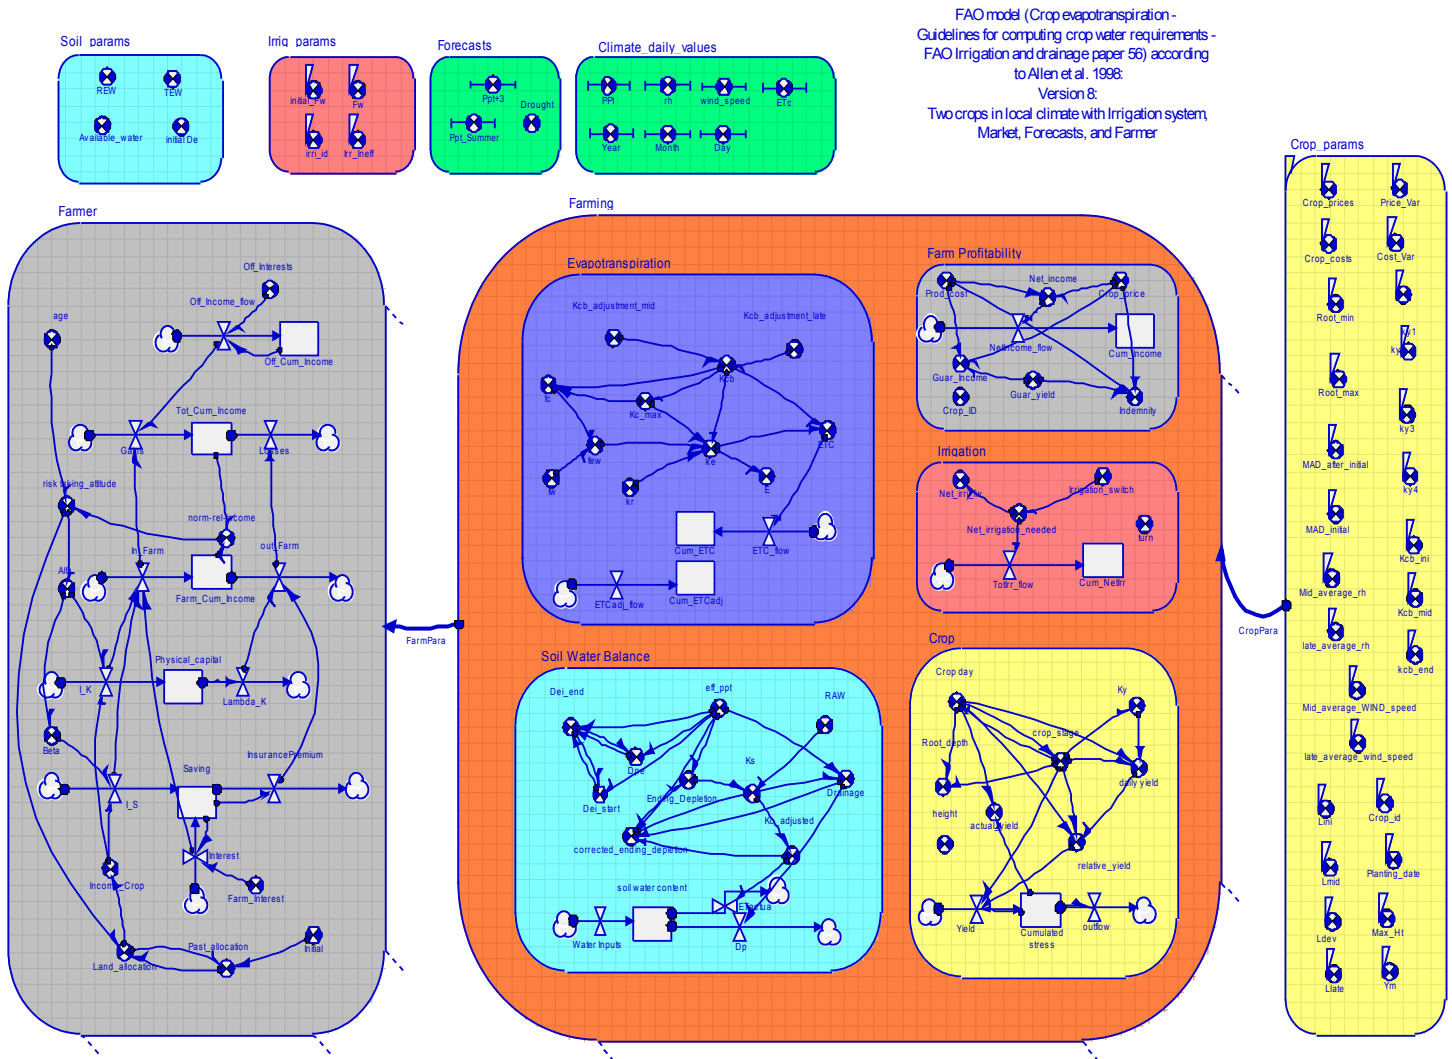 FAO model (Crop evapotranspiration -
Guidelines for computing crop water requirements -
FAO Irrigation and drainage paper 56) according
to Allen et al. 1998:
Version 8:
Two crops in local climate with Irrigation system,
Market, Forecasts, and Farmer
Soil_params
REW
TEW
Available_water
initial De
Irrig_params
initial_Fw
Fw
irri_id
Irr_Ineff
Forecasts
Ppt+3
Drought
Ppt_Summer
Climate_daily_values
PPt
rh
wind_speed
ETc
Year
Month
Day
Crop_params
Crop_prices
Price_Var
Crop_costs
Cost_Var
Root_min
ky1
Root_max
ky3
MAD_after_initial
ky4
MAD_initial
Kcb_ini
Mid_average_rh
Kcb_mid
late_average_rh
kcb_end
Mid_average_WIND_speed
late_average_wind_speed
Lini
Crop_id
Lmid
Planting_date
Ldev
Max_Ht
Llate
Ym
CropPara
Farmer
Off_Interests
Off_Income_flow
age
Off_Cum_Income
Tot_Cum_Income
Gains
Losses
risk taking_attitude
norm-rel-income
In_Farm
out_Farm
Alfa
Farm_Cum_Income
Physical_capital
I_K
Lambda_K
Beta
InsurancePremium
Saving
I_S
Interest
Income_Crop
Farm_Interest
Past_allocation
Initial
Land_allocation
FarmPara
Farming
Evapotranspiration
Kcb_adjustment_mid
Kcb_adjustment_late
Kcb
fc
Kc_max
ETC
few
ke
fw
kr
E
Cum_ETC
ETC_flow
ETCadj_flow
Cum_ETCadj
Farm Profitability
Prod_cost
Net_income
Crop_price
NetIncome_flow
Cum_Income
Guar_Income
Guar_yield
Crop_ID
Indemnity
Irrigation
Net_irri_fw
Irrigation_switch
Net_irrigation_needed
turn
TotIrr_flow
Cum_NetIrr
Soil Water Balance
Dei_end
eff_ppt
RAW
Dpe
Ks
Dei_start
Ending_Depletion
Drainage
Kc_adjusted
corrected_ending_depletion
soil water content
ETactua
Water Inputs
Dp
Crop
Crop day
Ky
Root_depth
crop_stage
daily yield
height
actual_yield
relative_yield
Yield
Cumulated
stress
outflow